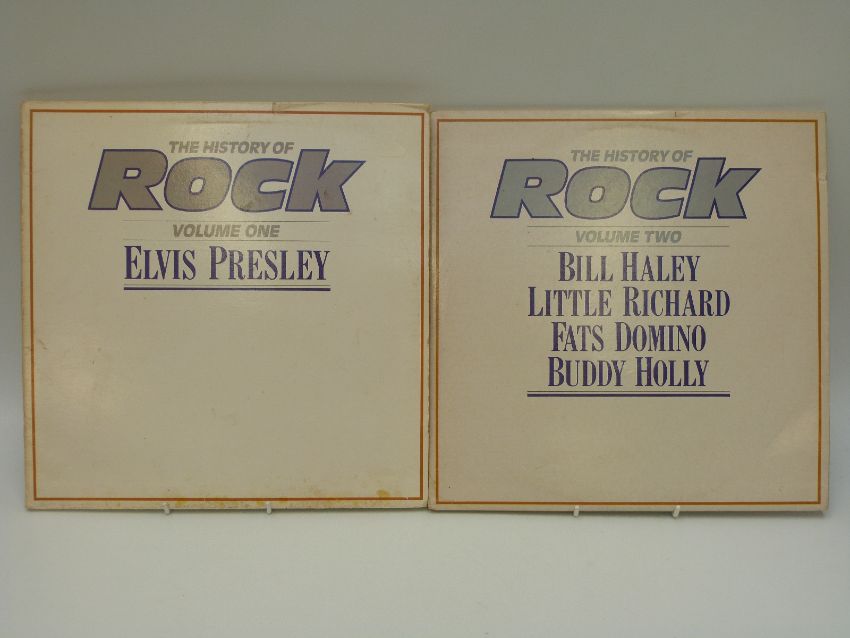 THE HISTORY OF
ROCK
VOLUME ONE
ELVIS PRESLEY
THE HISTORY OF
ROCK
VOLUME TWO
BILL HALEY
LITTLE RICHARD
FATS DOMINO
BUDDY HOLLY